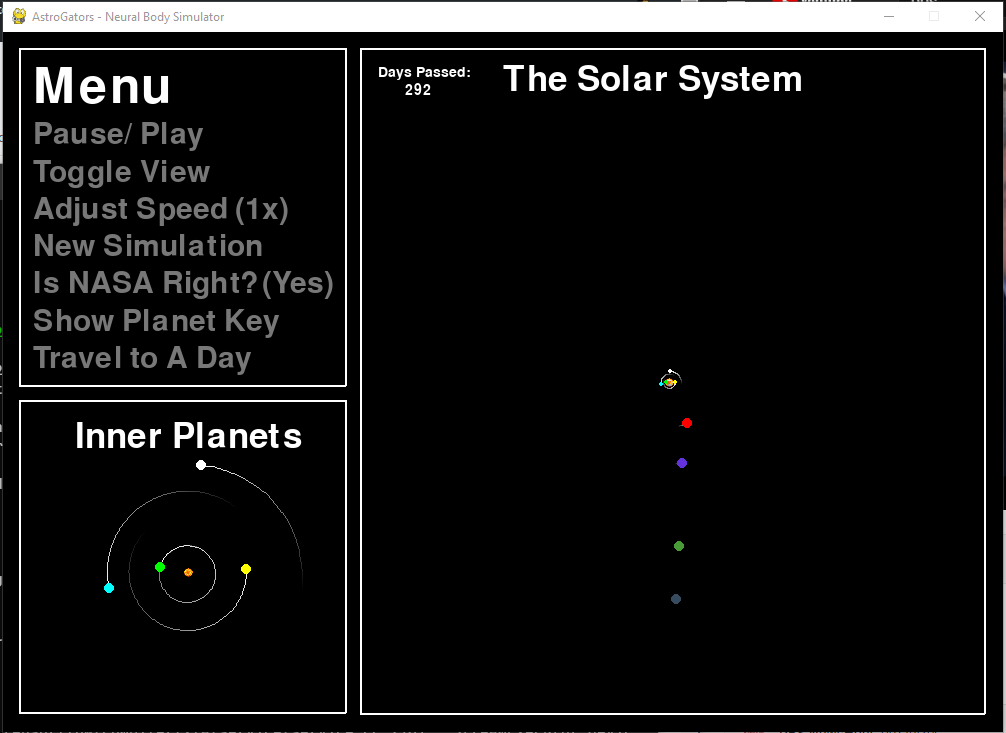 AstroGators - Neural Body Simulator
Menu
Pause/ Play
Toggle View
Adjust Speed (1x)
New Simulation
Is NASA Right?(Yes)
Show Planet Key
Travel to A Day
Inner Planets
Days Passed:
292
The Solar System